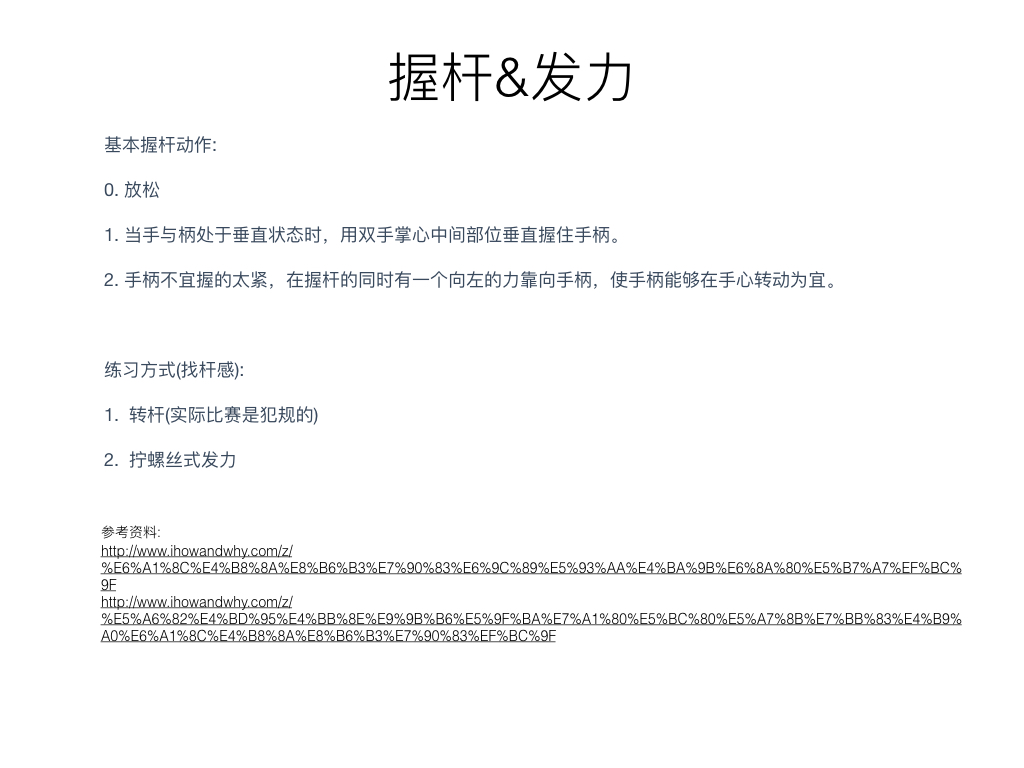 握杆&发力
基本握杆动作:
0. 放松
1. 当手与柄处于垂直状态时，用双手掌心中间部位垂直握住手柄。
2. 手柄不宜握的太紧，在握杆的同时有一个向左的力靠向手柄，使手柄能够在手心转动为宜。
练习方式(找杆感):
1. 转杆(实际比赛是犯规的)
2. 拧螺丝式发力
参考资料:
http://www.ihowandwhy.com/z/
%E6%A1%8C%E4%B8%8A%E8%B6%B3%E7%90%83%E6%9C%89%E5%93%AA%E4%BA%9B%E6%8A%80%E5%B7%A7%EF%BC%
9F
http://www.ihowandwhy.com/z/
%E5%A6%82%E4%BD%95%E4%BB%8E%E9%9B%B6%E5%9F%BA%E7%A1%80%E5%BC%80%E5%A7%8B%E7%BB%83%E4%B9%
A0%E6%A1%8C%E4%B8%8A%E8%B6%B3%E7%90%83%EF%BC%9F